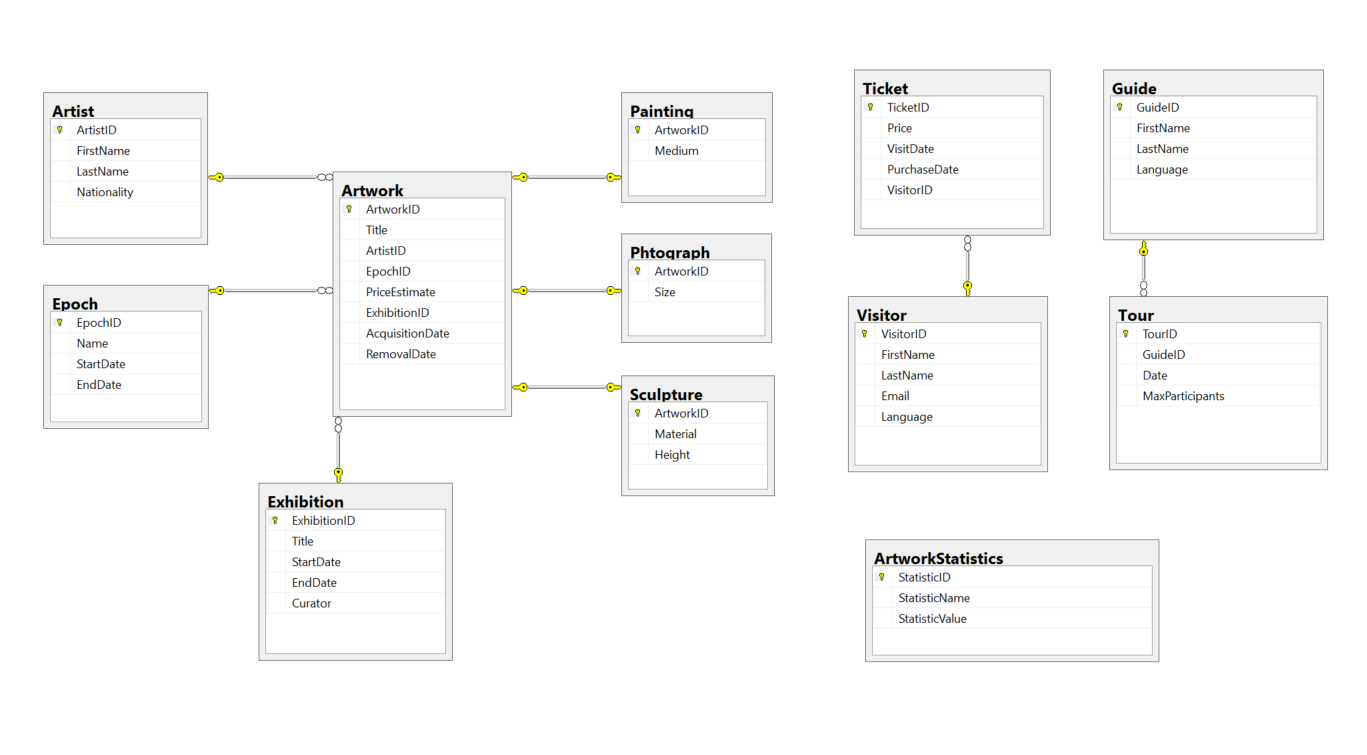 Artist
ArtistID
FirstName
LastName
Nationality
Epoch
EpochID
Name
StartDate
EndDate
Artwork
ArtworkID
Title
ArtistID
EpochID
PriceEstimate
ExhibitionID
AcquisitionDate
RemovalDate
Exhibition
ExhibitionID
Title
StartDate
EndDate
Curator
Painting
ArtworkID
Medium
Phtograph
ArtworkID
Size
Sculpture
ArtworkID
Material
Height
Ticket
TicketID
Price
VisitDate
PurchaseDate
VisitorID
Visitor
VisitorID
FirstName
LastName
Email
Language
Guide
GuideID
FirstName
LastName
Language
Tour
TourID
GuideID
Date
MaxParticipants
ArtworkStatistics
StatisticID
StatisticName
StatisticValue